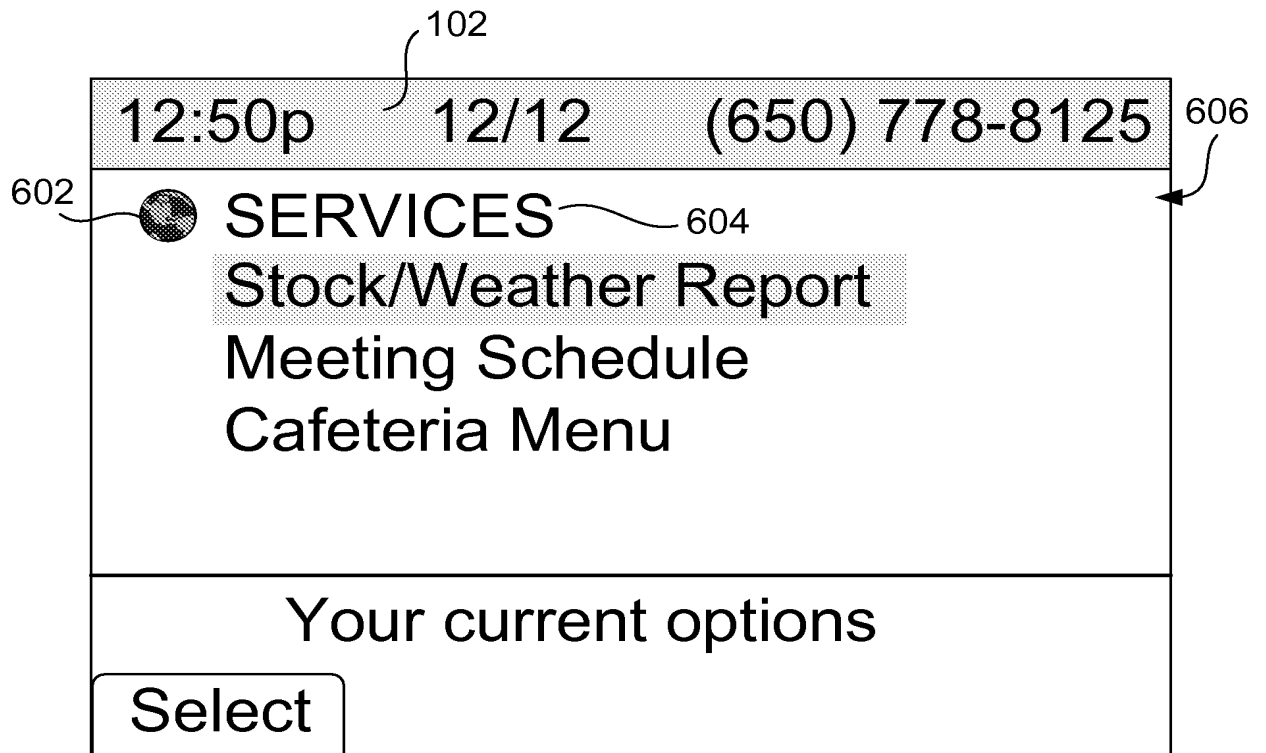 102
12:50p 12/12 (650) 778-8125
606
602
SERVICES 604
Stock/Weather Report
Meeting Schedule
Cafeteria Menu
Your current options
Select